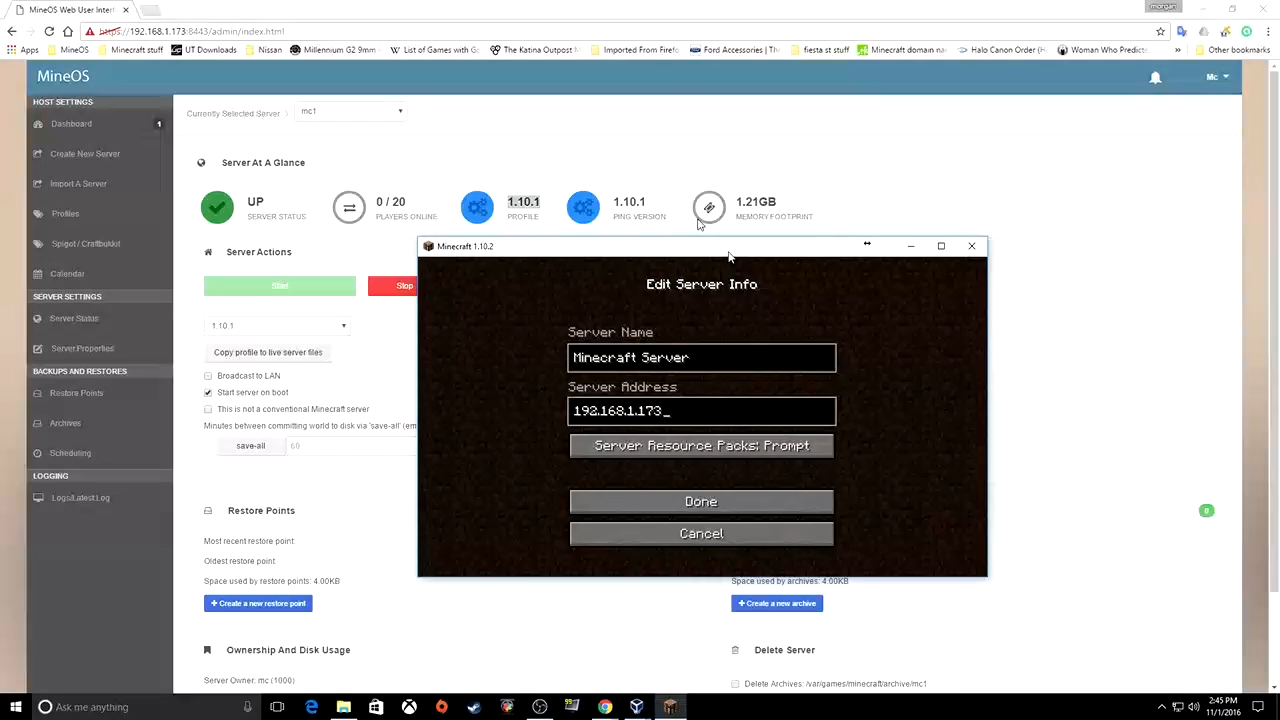 morgan
MineOS Web User Interf
https://192.168.1.173:8443/admin/index.html
Apps
MineOS
Minecraft stuff
UT Downloads
Nissan
Millennium G2 9mm
List of Games with Go
The Katina Outpost
Imported From Firefo
Ford Accessories | Th
fiesta st stuff
Minecraft domain na
Halo Canon Order (H
Woman Who Predicte
Other bookmarks
MineOS
Mc
HOST SETTINGS
Dashboard
1
Create New Server
Import A Server
Profiles
Spigot / Craftbukkit
Calendar
SERVER SETTINGS
Server Status
Server Properties
BACKUPS AND RESTORES
Restore Points
Archives
Scheduling
LOGGING
Logs/Latest.Log
Currently Selected Server
mc1
Server At A Glance
UP
SERVER STATUS
0 / 20
PLAYERS ONLINE
1.10.1
PROFILE
1.10.1
PING VERSION
1.21GB
MEMORY FOOTPRINT
Server Actions
Start
Stop
1.10.1
Copy profile to live server files
Broadcast to LAN
Start server on boot
This is not a conventional Minecraft server
Minutes between committing world to disk via 'save-all' (em
save-all
60
Minecraft 1.10.2
Edit Server Info
Server Name
Minecraft Server
Server Address
192.168.1.173_
Server Resource Packs: Prompt
Done
Cancel
0
Restore Points
Most recent restore point:
Oldest restore point:
Space used by restore points: 4.00KB
Create a new restore point
Space used by archives: 4.00KB
Create a new archive
Ownership And Disk Usage
Server Owner: mc (1000)
Delete Server
Delete Archives: /var/games/minecraft/archive/mc1
Ask me anything
2:45 PM
11/1/2016